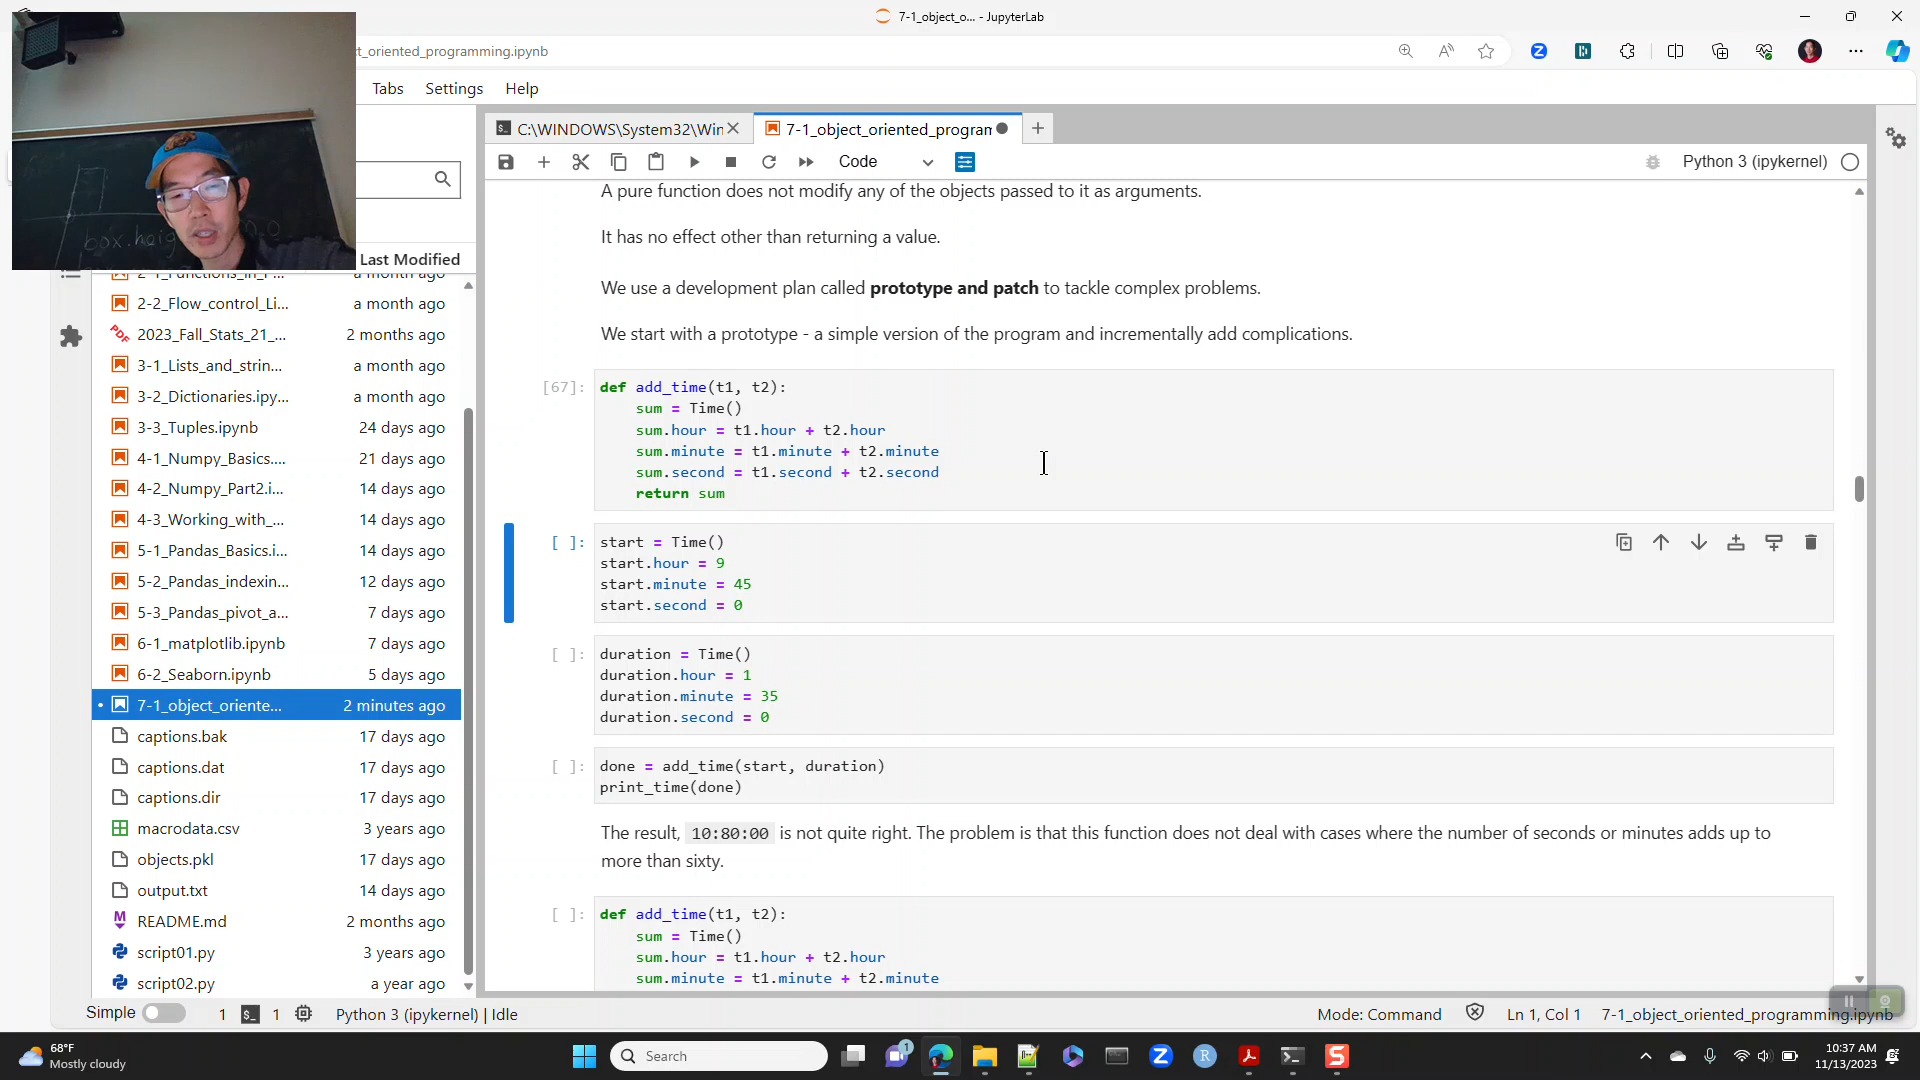 7-1_object_o... - JupyterLab
t_oriented_programming.ipynb
Tabs Settings Help
box.heig
Last Modified
a month ago
2-2_Flow_control_Li... a month ago
2023_Fall_Stats_21_... 2 months ago
3-1_Lists_and_strin... a month ago
3-2_Dictionaries.ipy... a month ago
3-3_Tuples.ipynb 24 days ago
4-1_Numpy_Basics.... 21 days ago
4-2_Numpy_Part2.i... 14 days ago
4-3_Working_with_... 14 days ago
5-1_Pandas_Basics.i... 14 days ago
5-2_Pandas_indexin... 12 days ago
5-3_Pandas_pivot_a... 7 days ago
6-1_matplotlib.ipynb 7 days ago
6-2_Seaborn.ipynb 5 days ago
7-1_object_oriente... 2 minutes ago
captions.bak 17 days ago
captions.dat 17 days ago
captions.dir 17 days ago
macrodata.csv 3 years ago
objects.pkl 17 days ago
output.txt 14 days ago
README.md 2 months ago
script01.py 3 years ago
script02.py a year ago
C:\WINDOWS\System32\Win
7-1_object_oriented_program
Code
Python 3 (ipykernel)
A pure function does not modify any of the objects passed to it as arguments.
It has no effect other than returning a value.
We use a development plan called prototype and patch to tackle complex problems.
We start with a prototype - a simple version of the program and incrementally add complications.
[67]: def add_time(t1, t2):
sum = Time()
sum.hour = t1.hour + t2.hour
sum.minute = t1.minute + t2.minute
sum.second = t1.second + t2.second
return sum
[ ]: start = Time()
start.hour = 9
start.minute = 45
start.second = 0
[ ]: duration = Time()
duration.hour = 1
duration.minute = 35
duration.second = 0
[ ]: done = add_time(start, duration)
print_time(done)
The result, 10:80:00 is not quite right. The problem is that this function does not deal with cases where the number of seconds or minutes adds up to
more than sixty.
[ ]: def add_time(t1, t2):
sum = Time()
sum.hour = t1.hour + t2.hour
sum.minute = t1.minute + t2.minute
Simple 1 1 Python 3 (ipykernel) | Idle Mode: Command Ln 1, Col 1 7-1_object_oriented_programming.ipynb
68°F
Mostly cloudy
Search
1
10:37 AM
11/13/2023